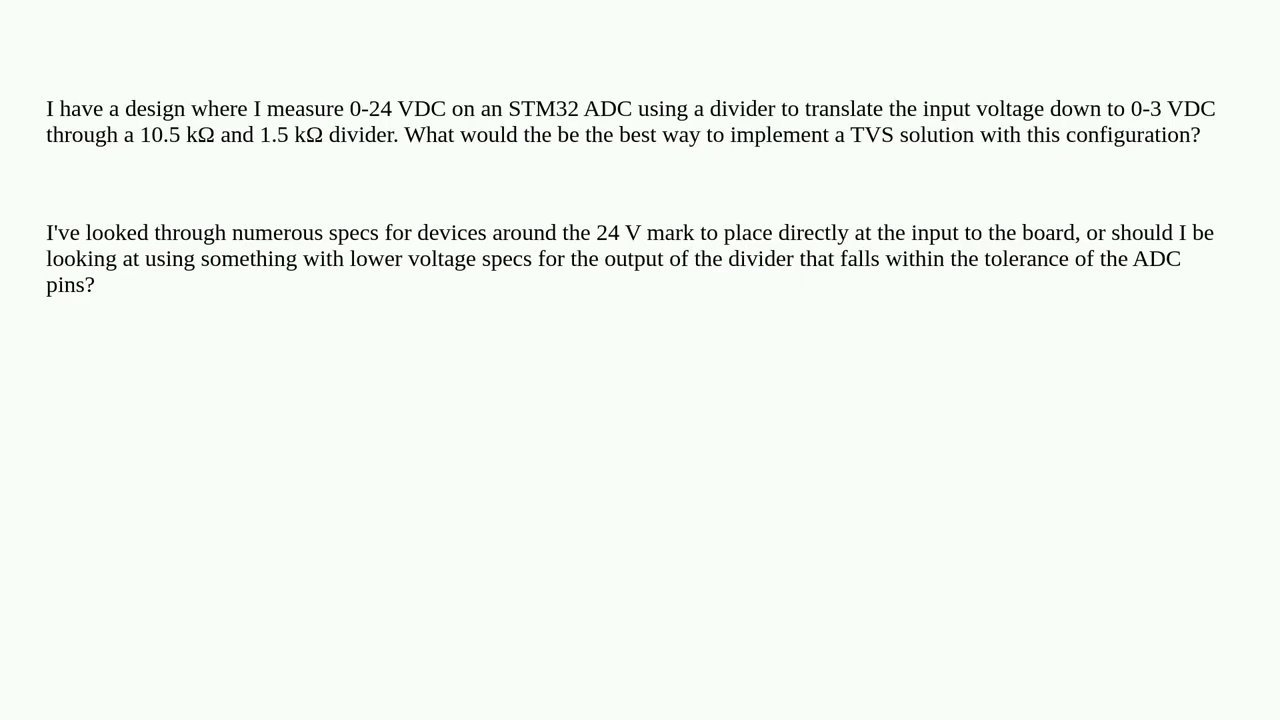 I have a design where I measure 0-24 VDC on an STM32 ADC using a divider to translate the input voltage down to 0-3 VDC
through a 10.5 kΩ and 1.5 kΩ divider. What would the be the best way to implement a TVS solution with this configuration?
I've looked through numerous specs for devices around the 24 V mark to place directly at the input to the board, or should I be
looking at using something with lower voltage specs for the output of the divider that falls within the tolerance of the ADC
pins?